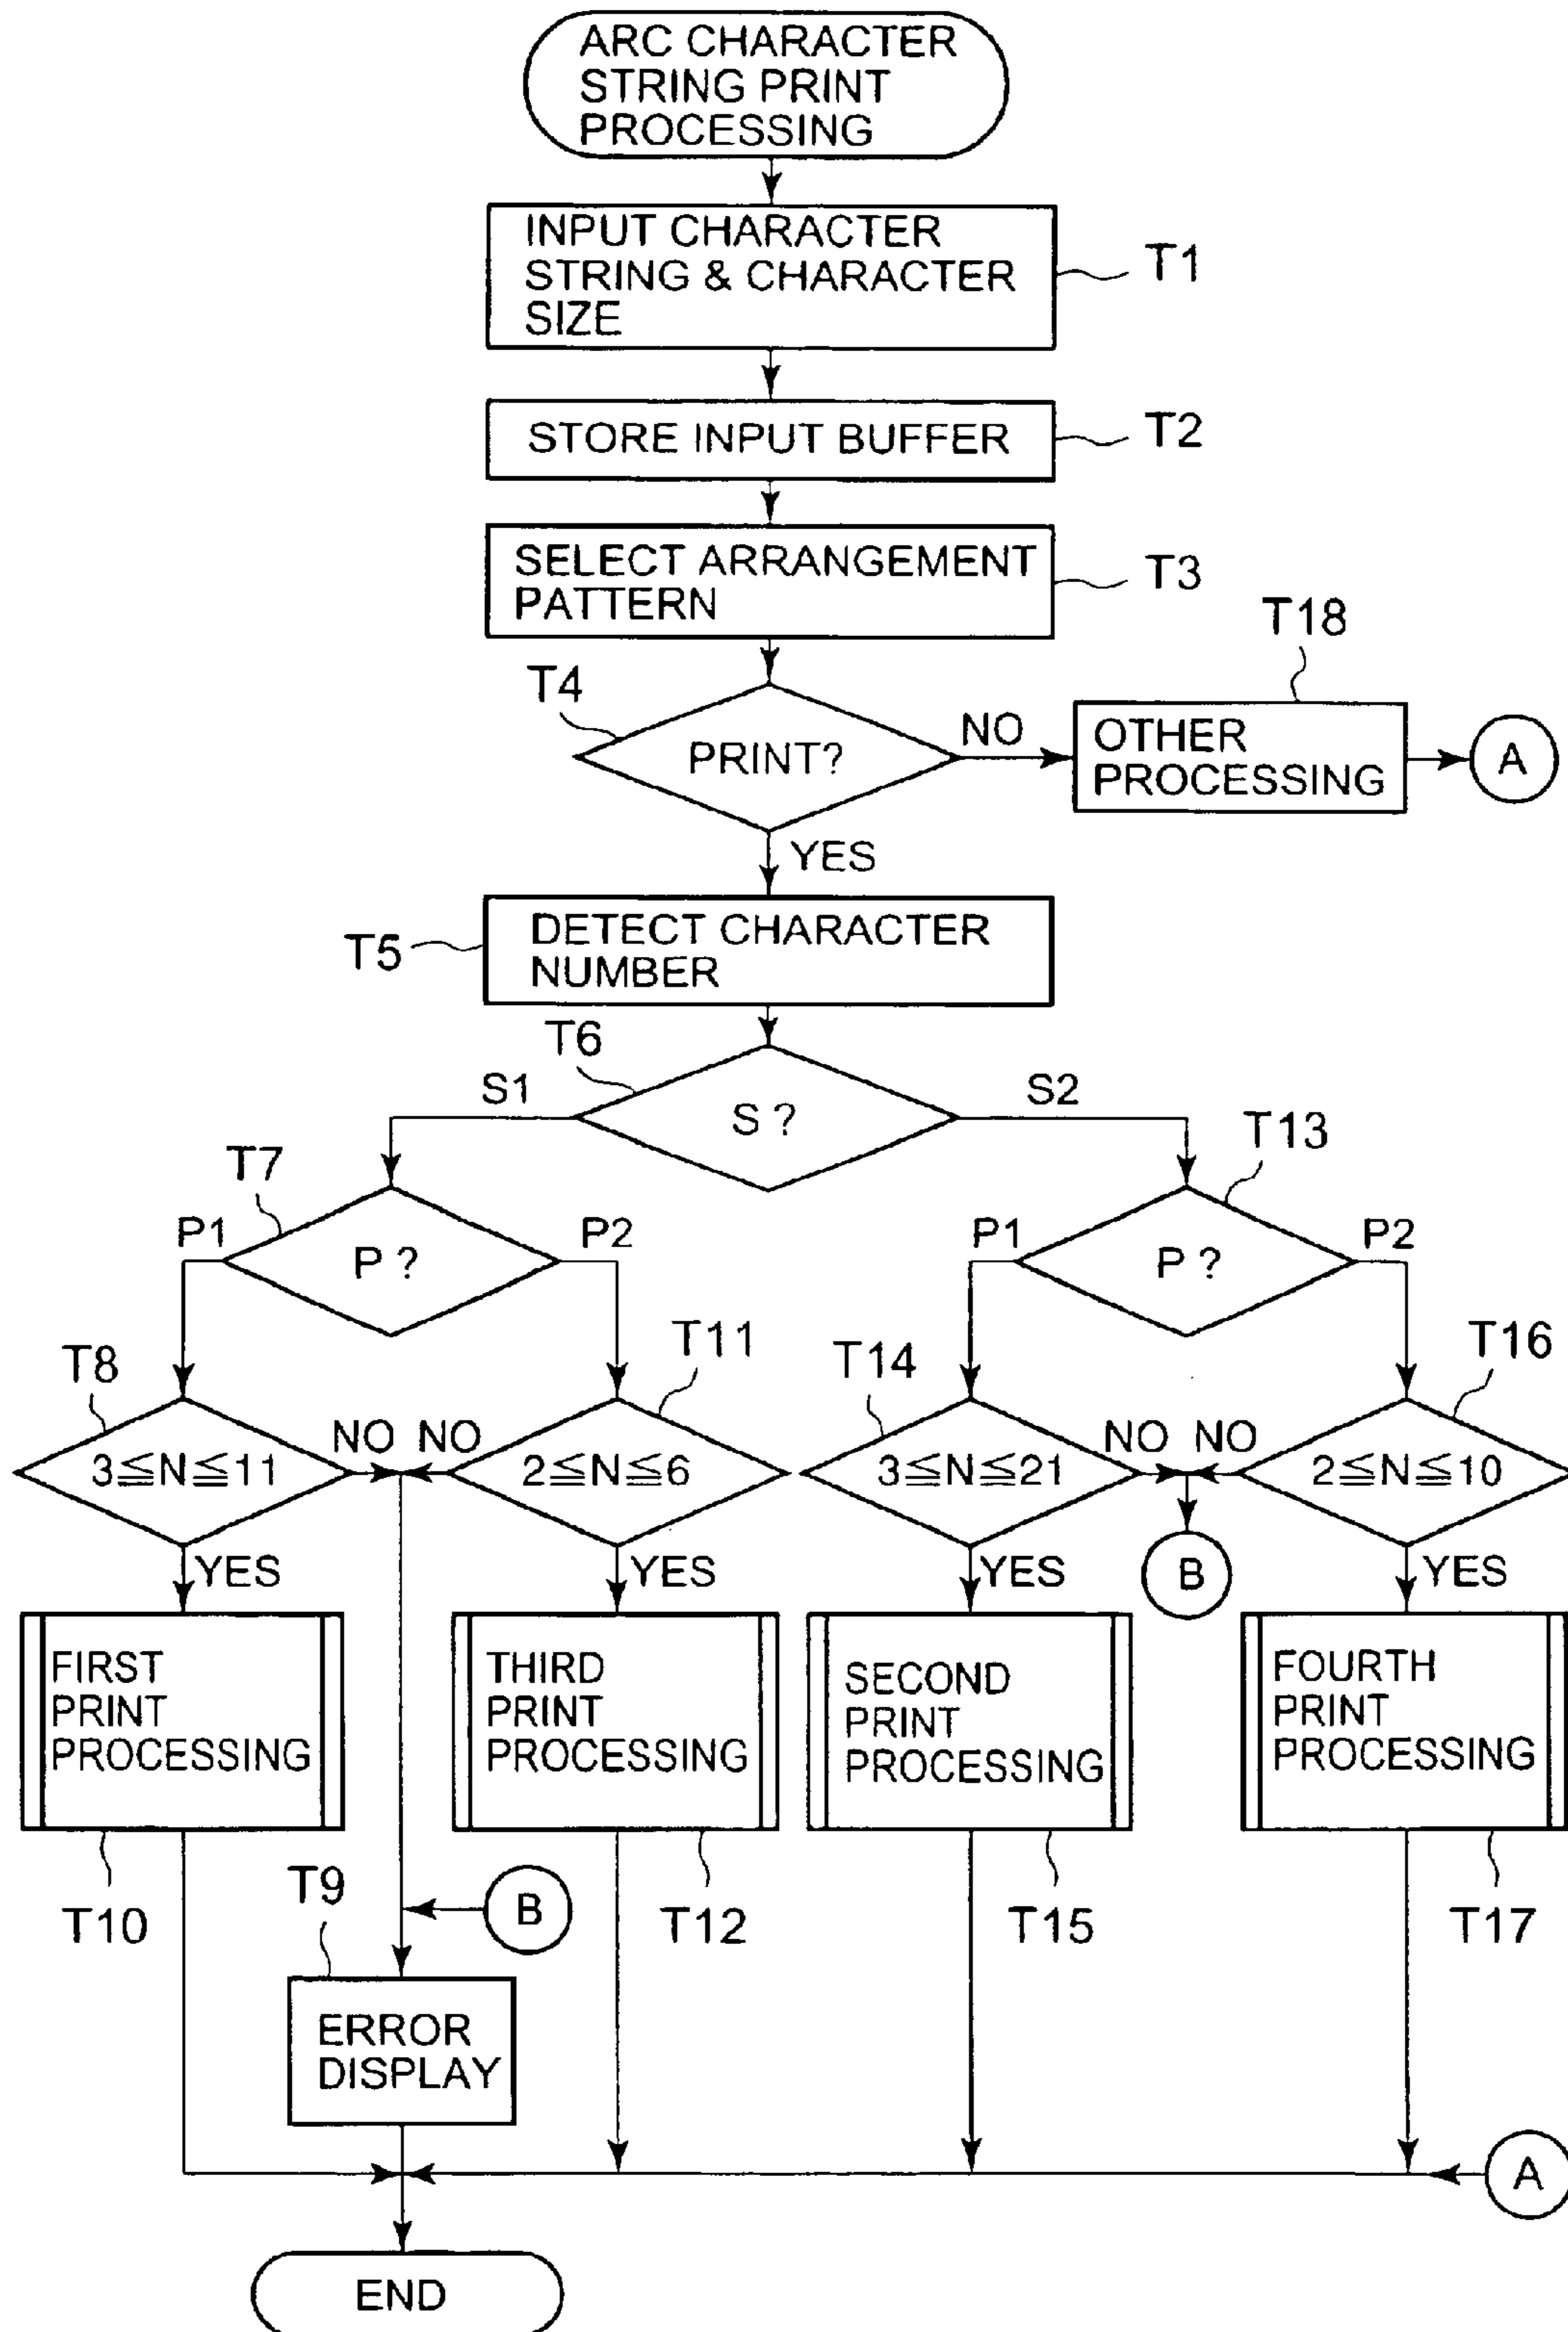 ARC CHARACTER
STRING PRINT
PROCESSING
INPUT CHARACTER
STRING & CHARACTER
SIZE
T1
STORE INPUT BUFFER
T2
SELECT ARRANGEMENT
PATTERN
T3
T18
T4
PRINT?
NO
OTHER
PROCESSING
A
YES
T5
DETECT CHARACTER
NUMBER
T6
S1
S ?
S2
T7
T13
P1
P ?
P2
P1
P ?
P2
T8
T11
T14
T16
3≦N≦11
NO
NO
2≦N≦6
3≦N≦21
NO
NO
2≦N≦10
YES
YES
YES
B
YES
FIRST
PRINT
PROCESSING
THIRD
PRINT
PROCESSING
SECOND
PRINT
PROCESSING
FOURTH
PRINT
PROCESSING
T10
T9
B
T12
T15
T17
ERROR
DISPLAY
A
END